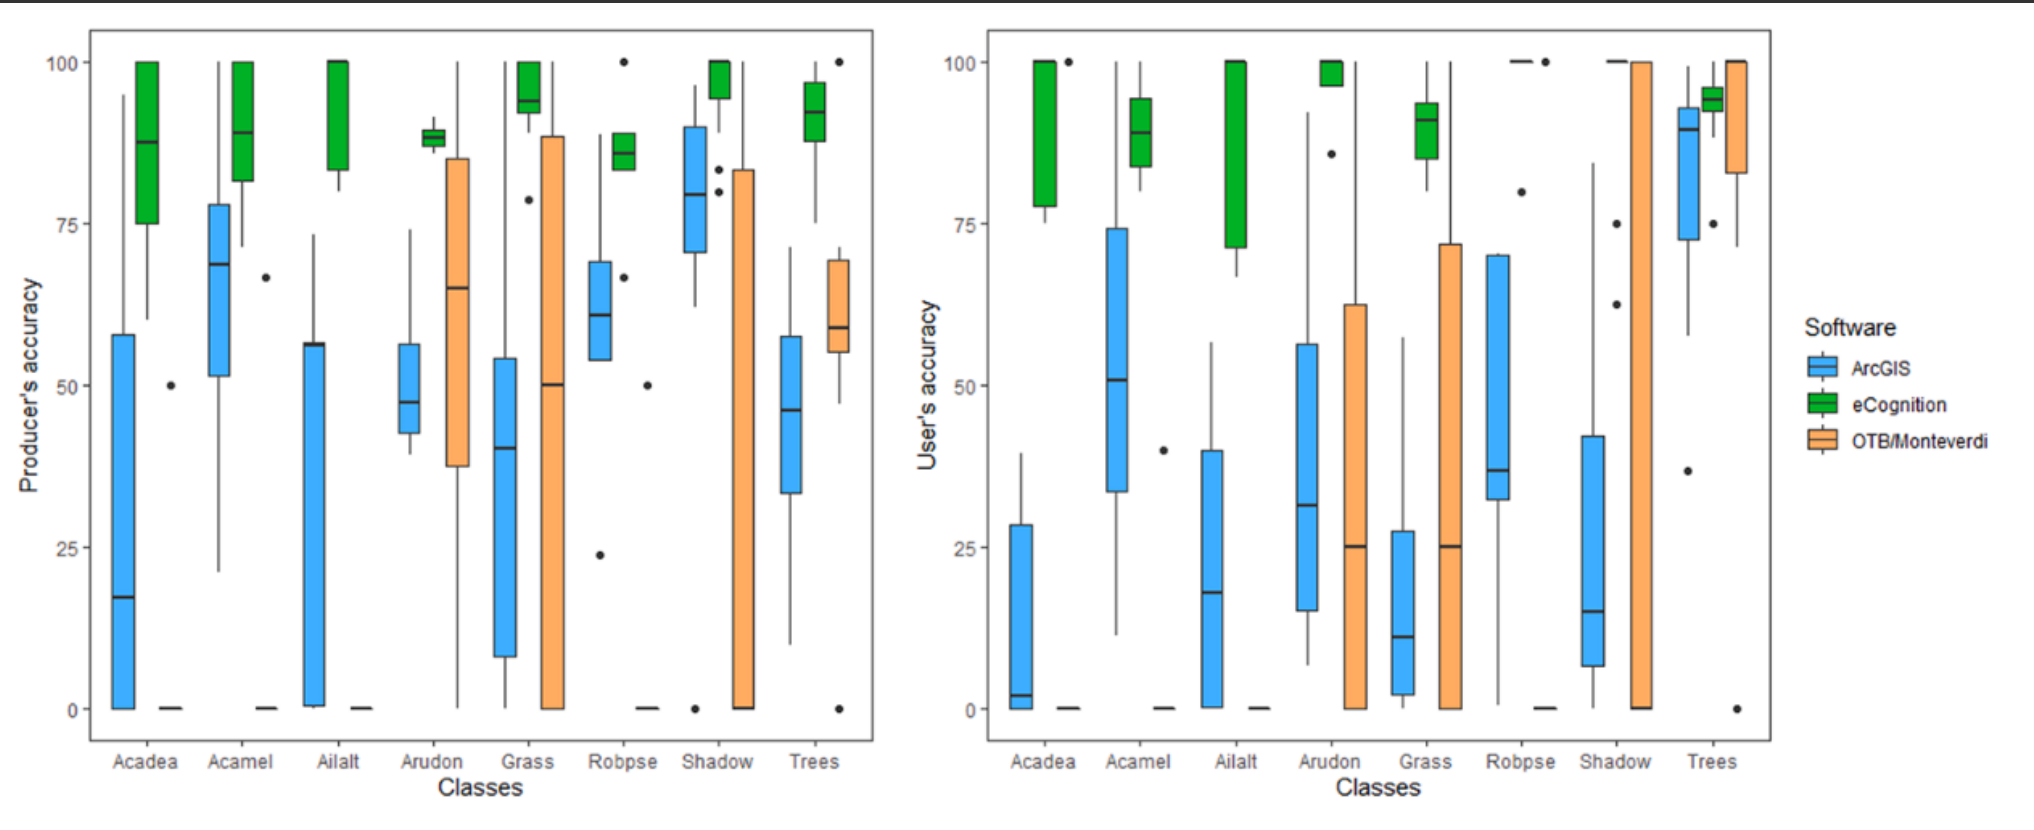 100
75
50
25
0
Producer's accuracy
Acadea Acamel Ailalt Arudon Grass Robpse Shadow Trees
Classes
100
75
50
25
0
User's accuracy
Acadea Acamel Ailalt Arudon Grass Robpse Shadow Trees
Classes
Software
ArcGIS
eCognition
OTB/Monteverdi